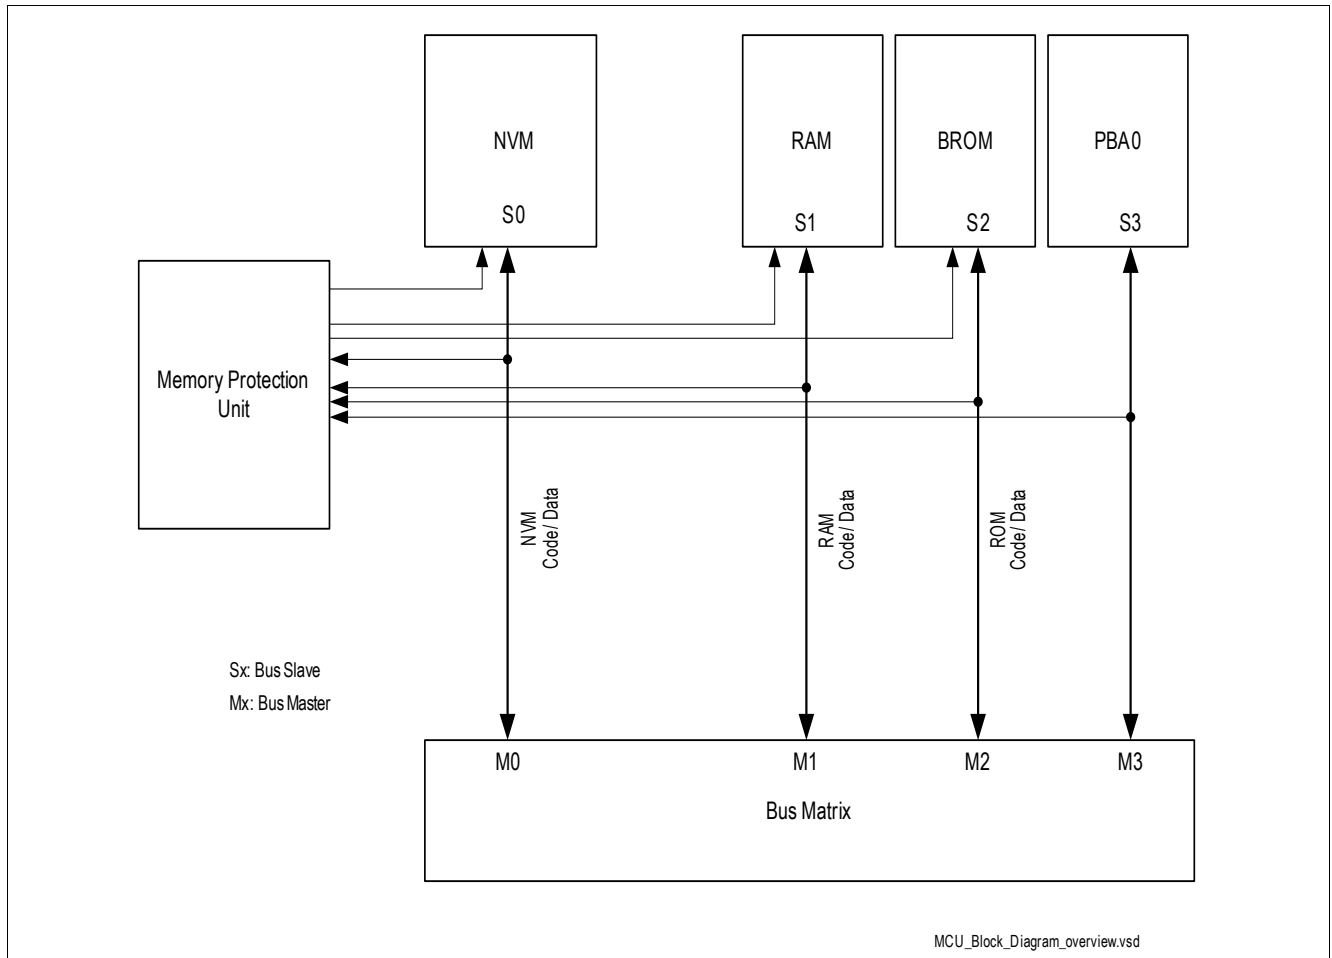 NVM
RAM
BROM
PBA0
S0
S1
S2
S3
Memory Protection
Unit
NVM
Code/ Data
RAM
Code/ Data
ROM
Code/ Data
Sx: Bus Slave
Mx: Bus Master
M0
M1
M2
M3
Bus Matrix
MCU_Block_Diagram_overview.vsd